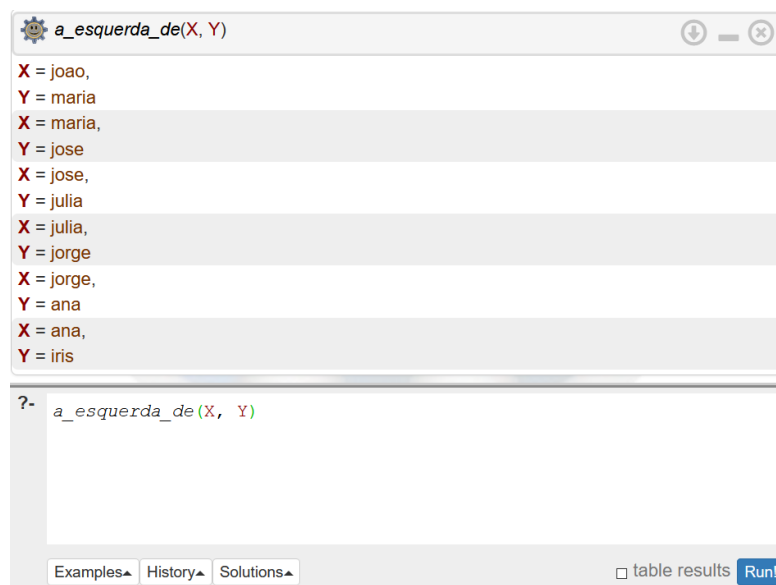 a_esquerda_de(X, Y)
X = joao,
Y = maria
X = maria,
Y = jose
X = jose,
Y = julia
X = julia,
Y = jorge
X = jorge,
Y = ana
X = ana,
Y = iris
?- a_esquerda_de(X, Y)
Examples History Solutions table results Run!